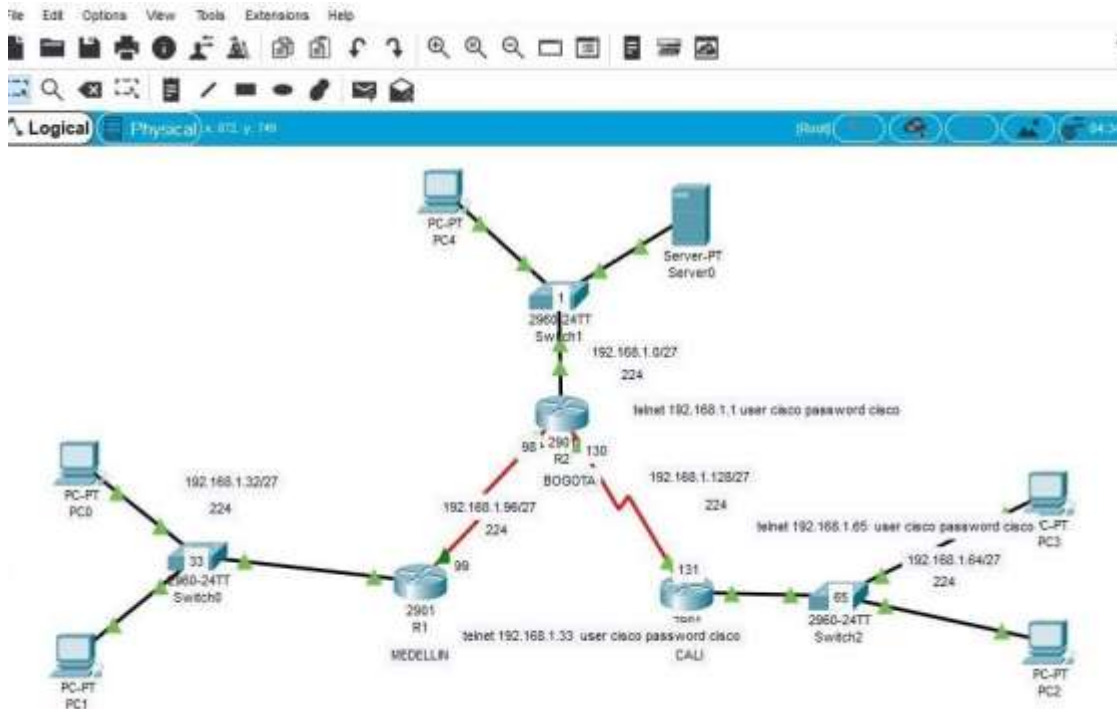 File Edit Options View Tools Extensions Help
Logical Physical x: 872, y: 749 [Root]
PC-PT
PC4
Server-PT
Server0
1
2960-24TT
Switch1
192.168.1.0/27
224
telnet 192.168.1.1 user cisco password cisco
98
130
R2
BOGOTA
PC-PT
PC0
192.168.1.32/27
224
192.168.1.96/27
224
192.168.1.128/27
224
telnet 192.168.1.65 user cisco password cisco
PC3
192.168.1.64/27
224
33
2960-24TT
Switch0
99
2901
R1
MEDELLIN
telnet 192.168.1.33 user cisco password cisco
131
CALI
65
2960-24TT
Switch2
PC-PT
PC1
PC-PT
PC2